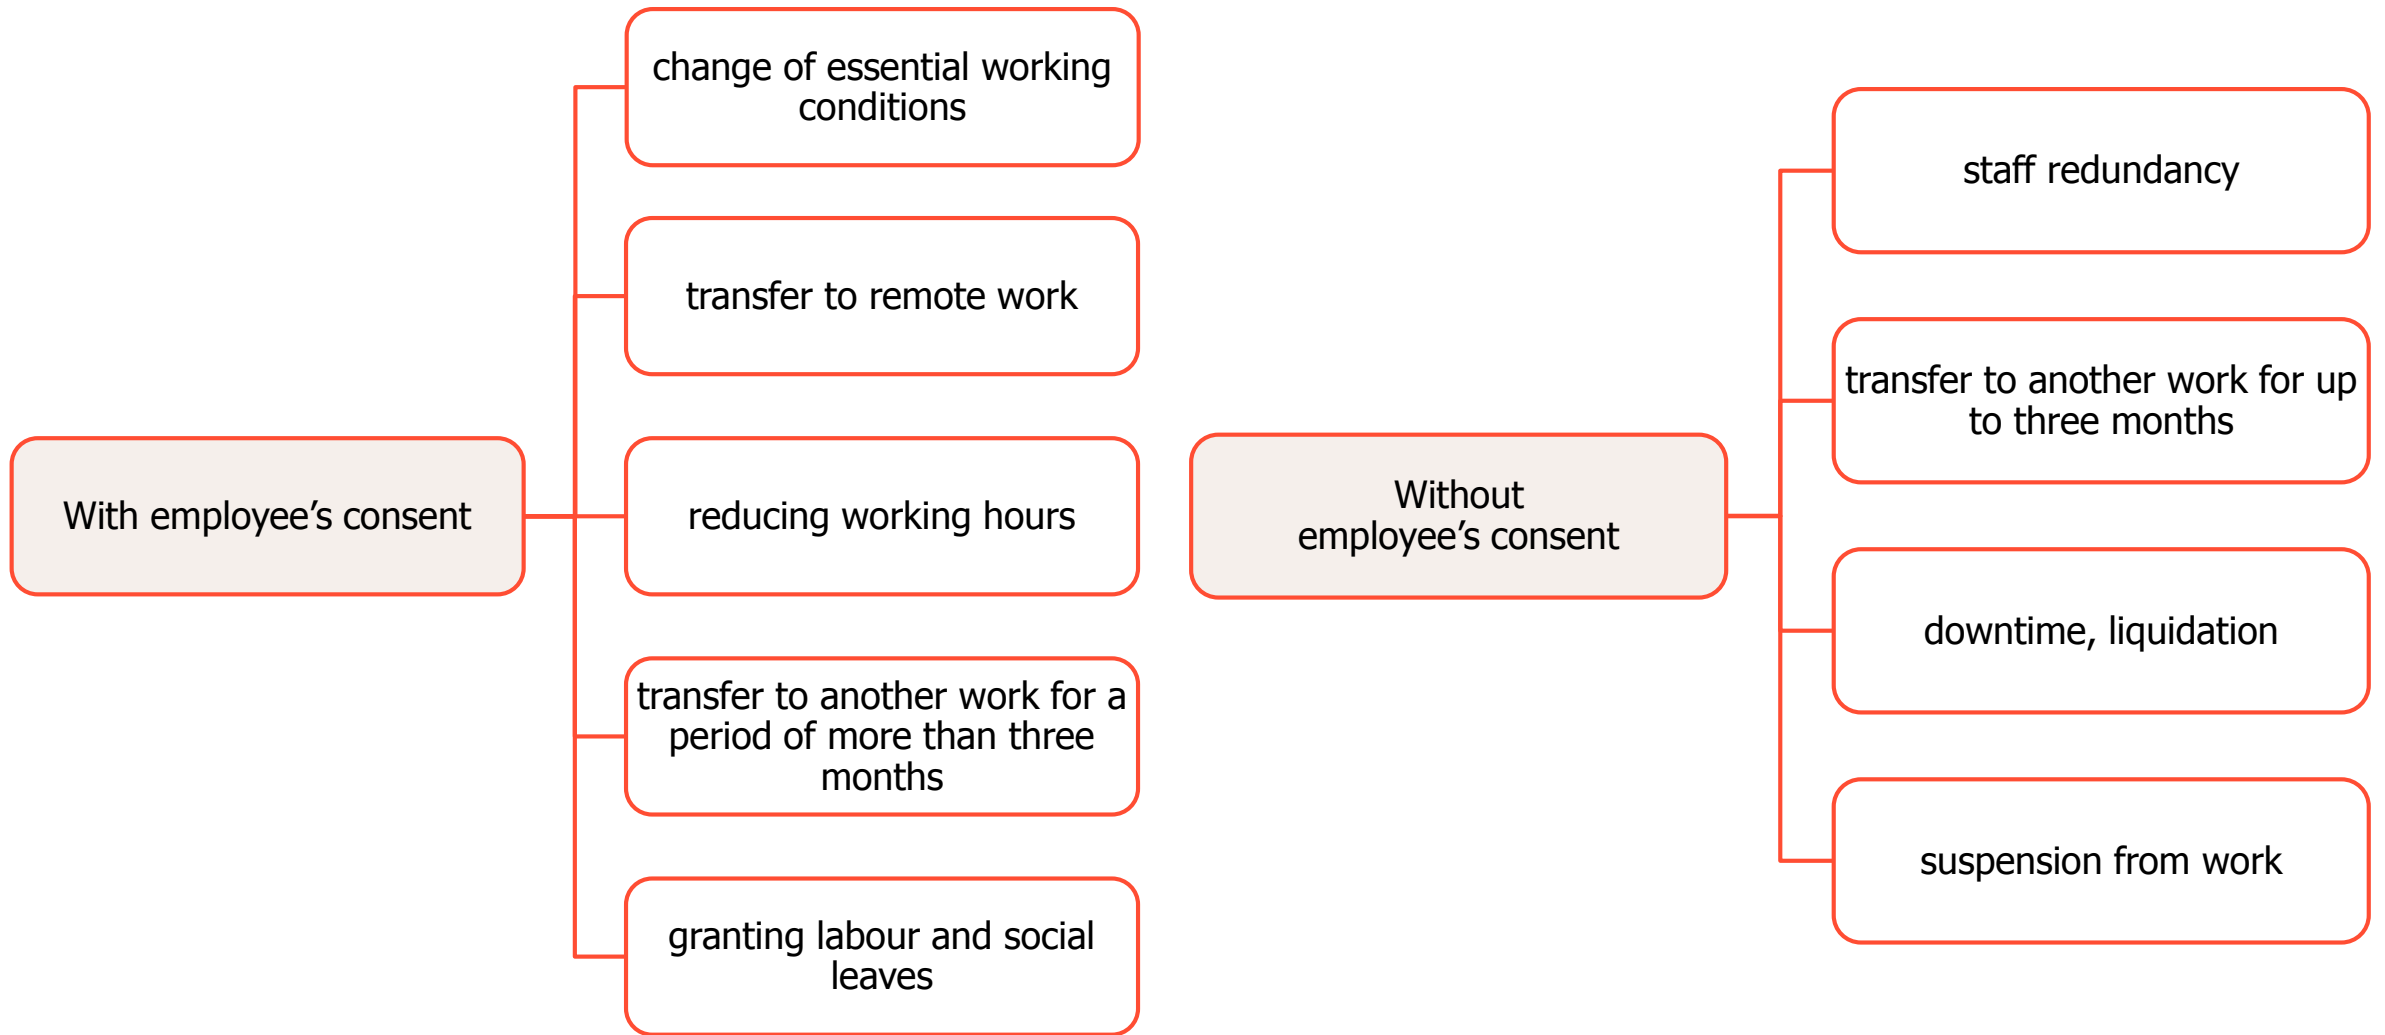 With employee’s consent
change of essential working
conditions
transfer to remote work
reducing working hours
transfer to another work for a
period of more than three
months
granting labour and social
leaves
Without
employee’s consent
staff redundancy
transfer to another work for up
to three months
downtime, liquidation
suspension from work